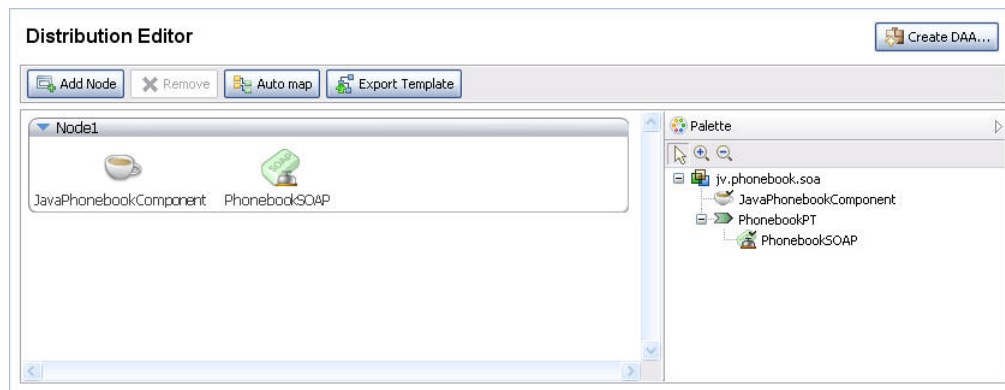 Distribution Editor
Create DAA...
Add Node Remove Auto map Export Template
Node1
JavaPhonebookComponent PhonebookSOAP
SOAP
Palette
jv.phonebook.soa
JavaPhonebookComponent
PhonebookPT
PhonebookSOAP